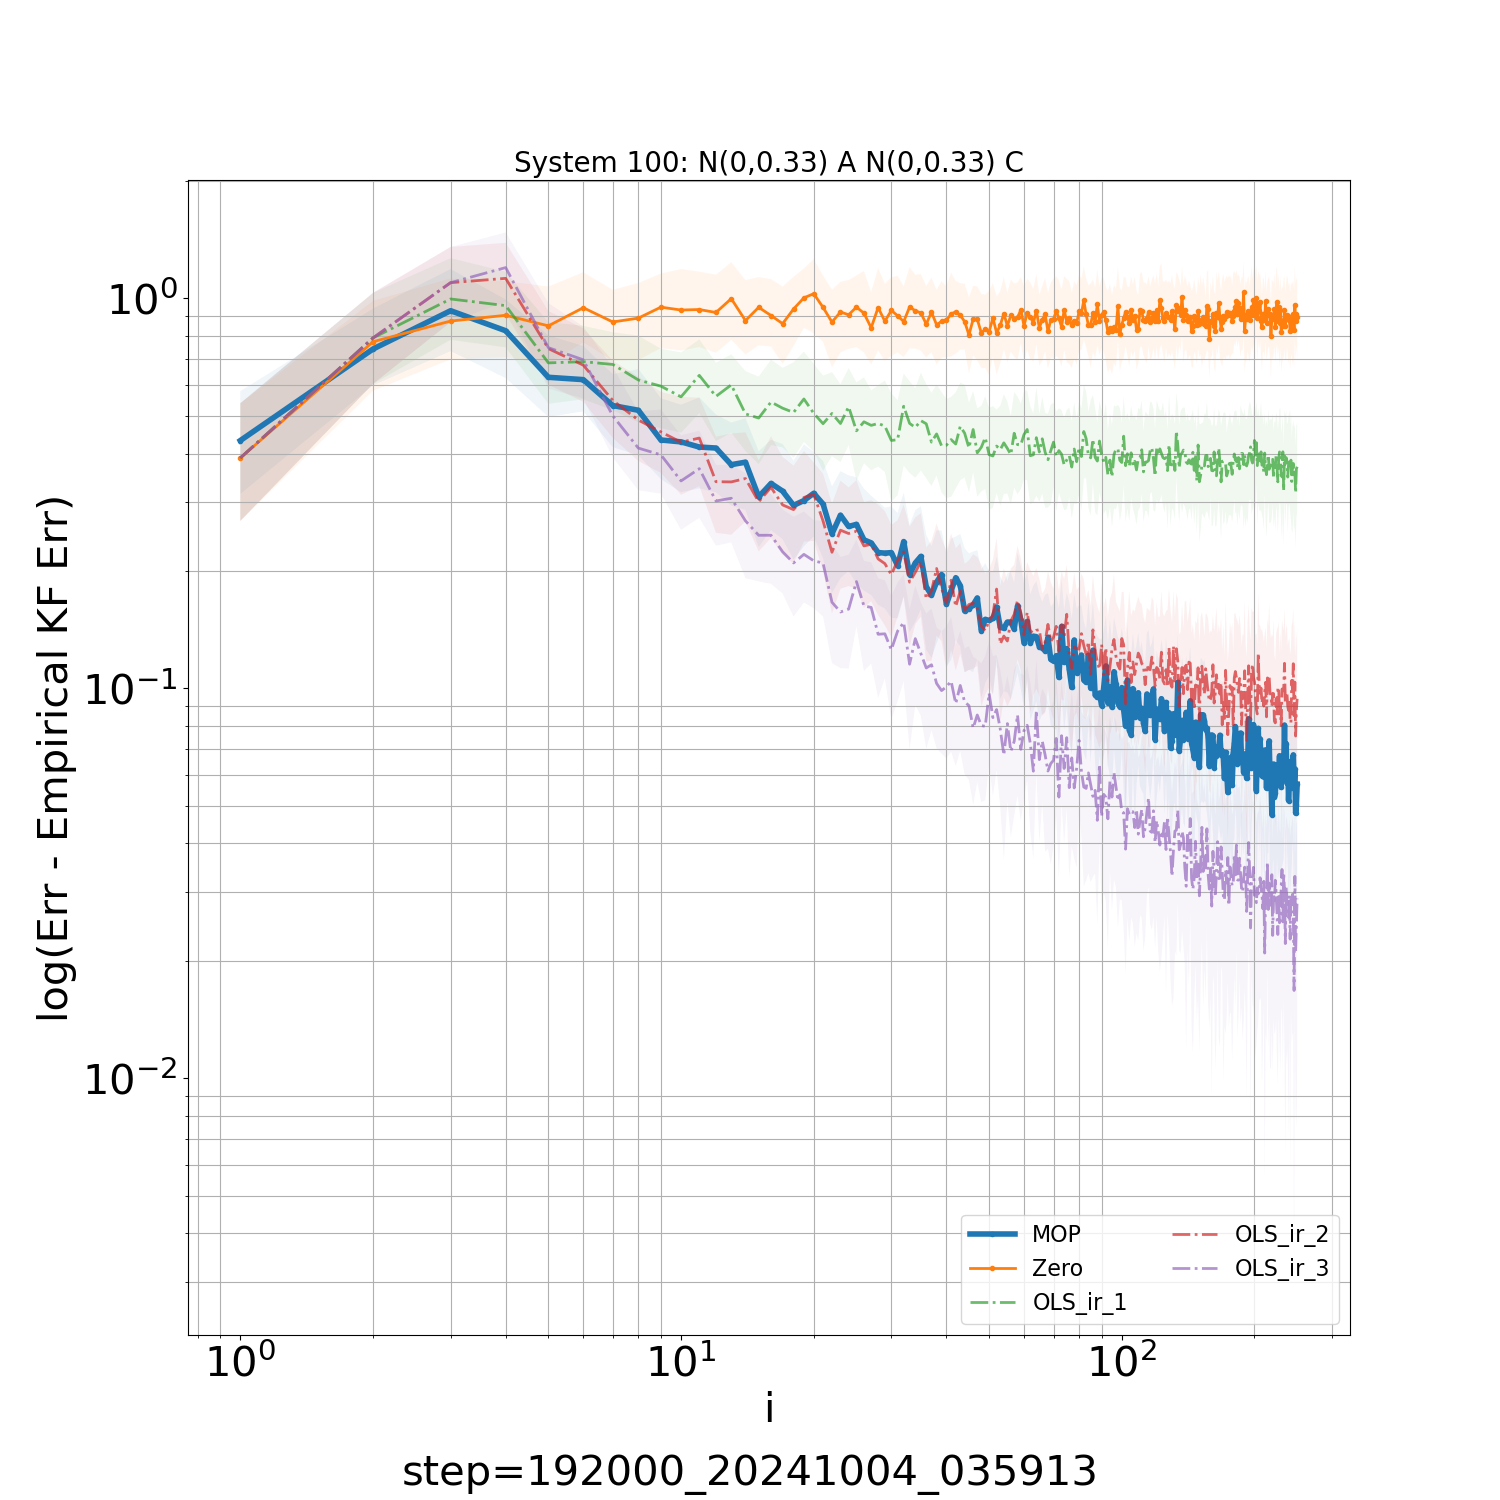 System 100: N(0,0.33) A N(0,0.33) C
log(Err - Empirical KF Err)
10⁰
10⁻¹
10⁻²
MOP
Zero
OLS_ir_1
OLS_ir_2
OLS_ir_3
10⁰ 10¹ 10²
i
step=192000_20241004_035913